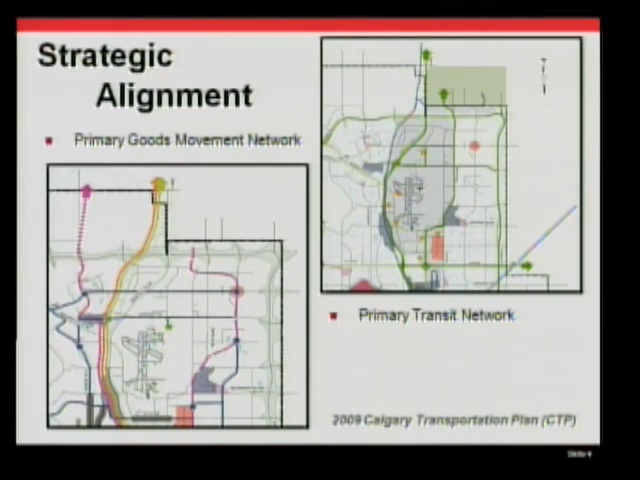 Strategic
Alignment
Primary Goods Movement Network
Primary Transit Network
2009 Calgary Transportation Plan (CTP)